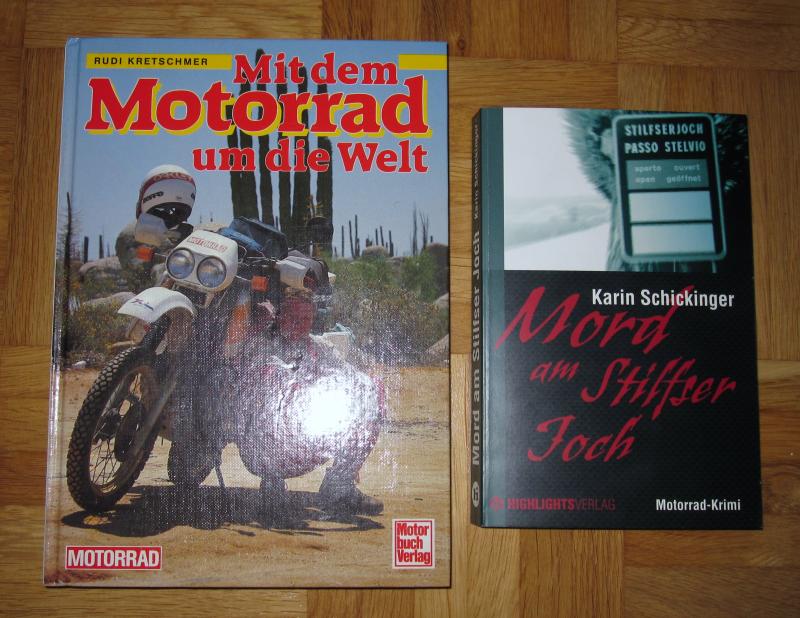 RUDI KRETSCHMER
Mit dem
Motorrad
um die Welt
MOTORRAD
MOTORRAD
Motor
buch
Verlag
Mord am Stilfser Joch Karin Schickinger
STILFSERJOCH
PASSO STELVIO
aperto ouvert
open geöffnet
Karin Schickinger
Mord
am
Stilfser
Joch
HIGHLIGHTSVERLAG
Motorrad-Krimi